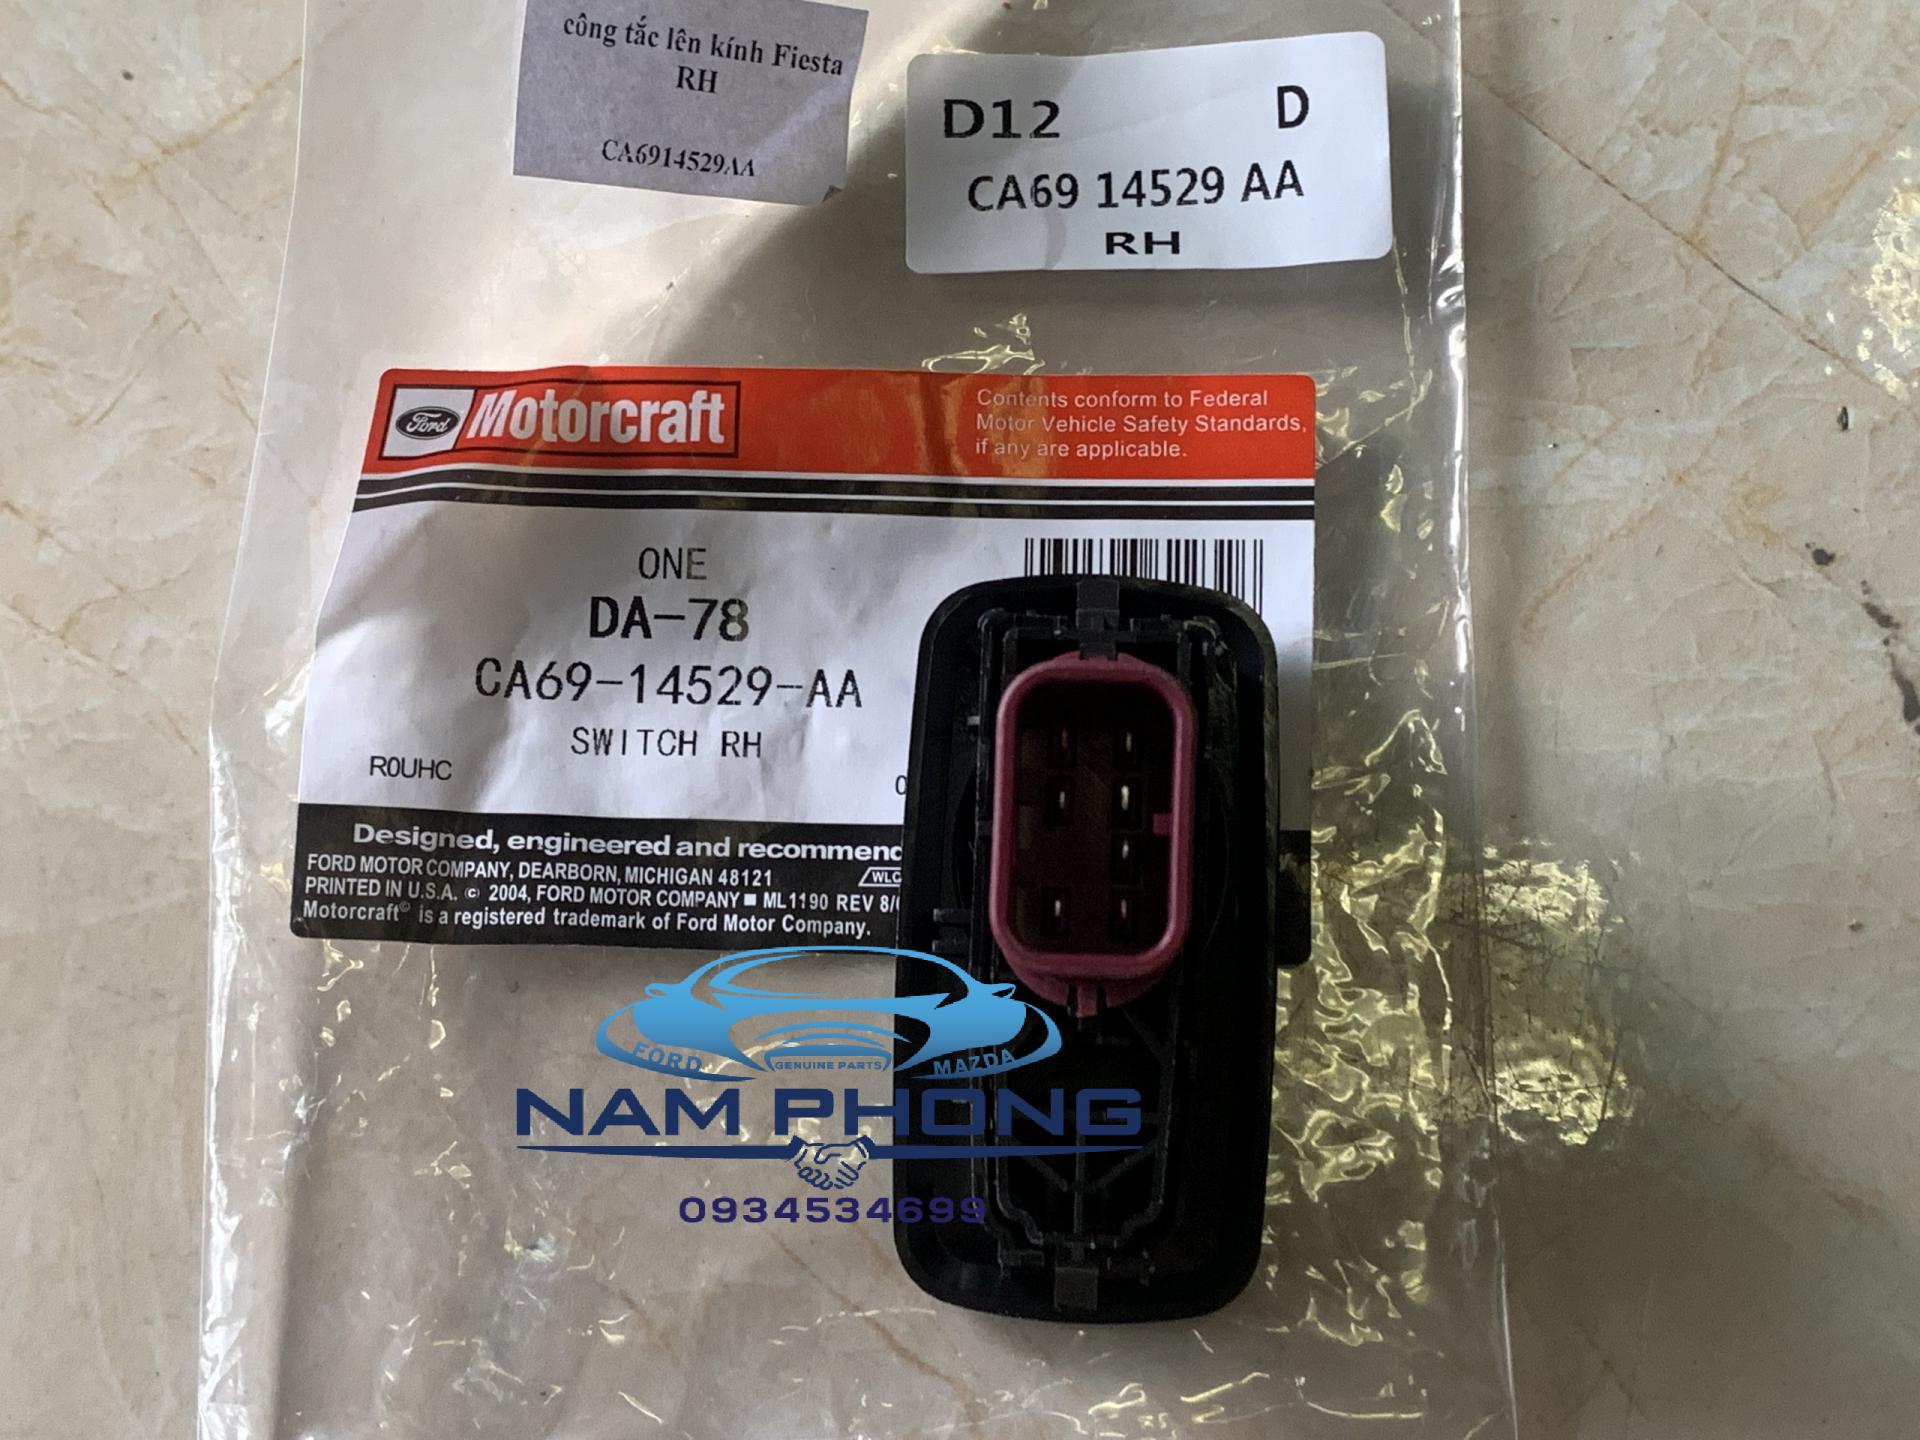 công tắc lên kính Fiesta
RH
CA6914529AA
D12 D
CA69 14529 AA
RH
Ford Motorcraft
Contents conform to Federal
Motor Vehicle Safety Standards,
if any are applicable.
ONE
DA-78
CA69-14529-AA
SWITCH RH
R0UHC
Designed, engineered and
FORD MOTOR COMPANY, DEARBORN, MICHIGAN 48121
PRINTED IN U.S.A. © 2004, FORD MOTOR COMPANY ■ ML1190 REV
Motorcraft® is a registered trademark of Ford Motor Company.
FORD GENUINE PARTS MAZDA
NAM PHONG
0934534699